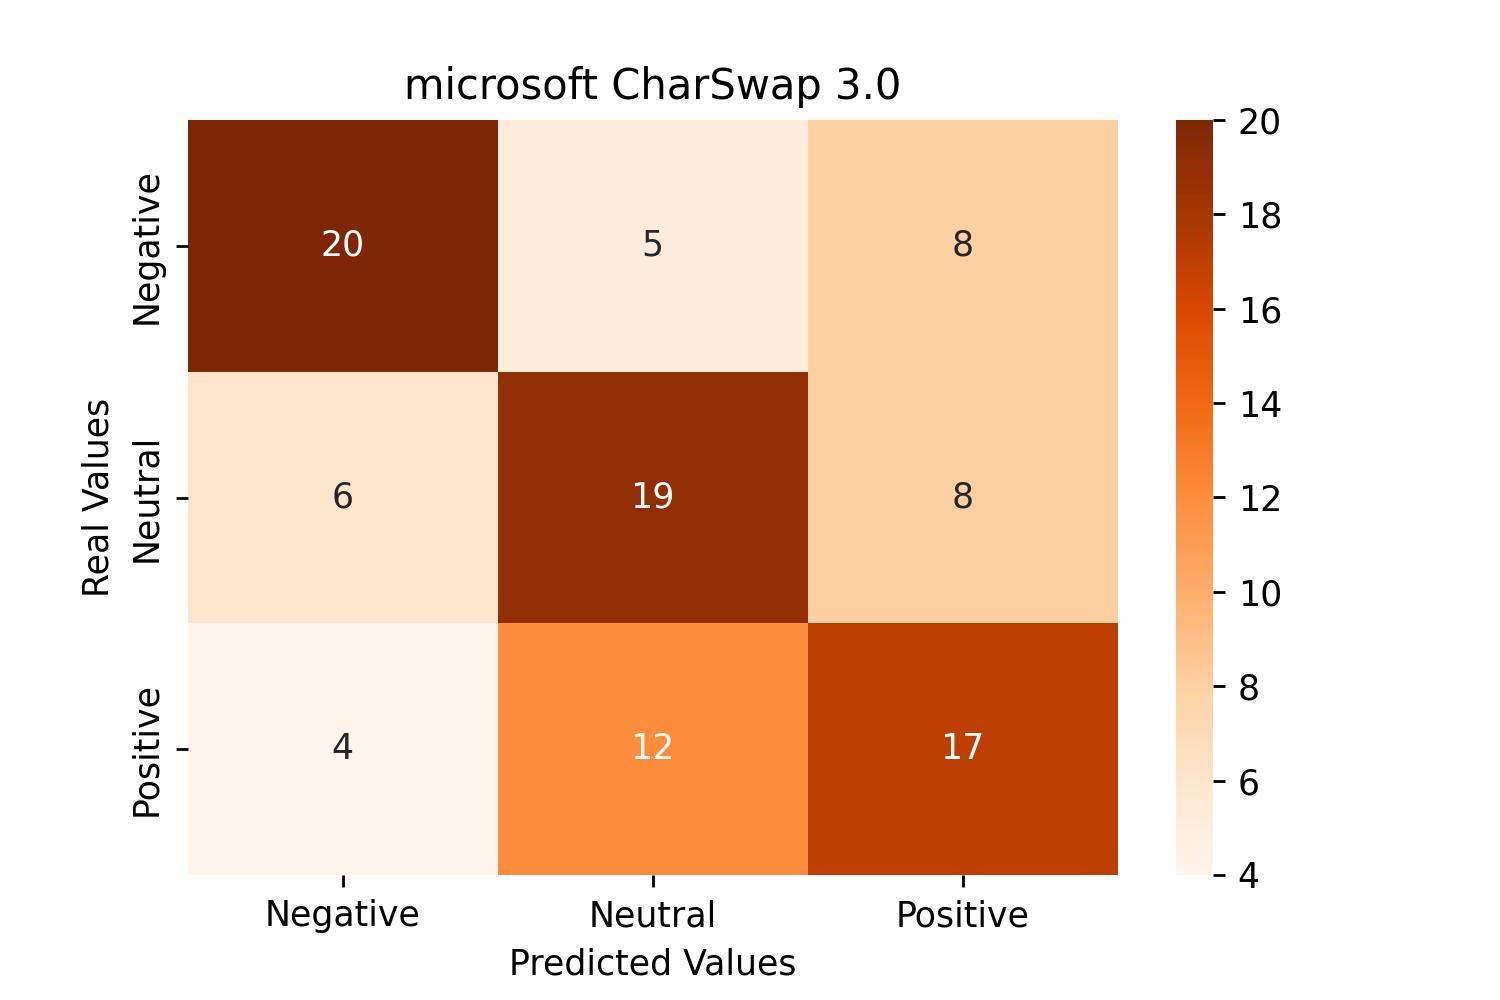 microsoft CharSwap 3.0
Real Values
Negative
Neutral
Positive
20 5 8
6 19 8
4 12 17
Negative Neutral Positive
Predicted Values
20
18
16
14
12
10
8
6
4